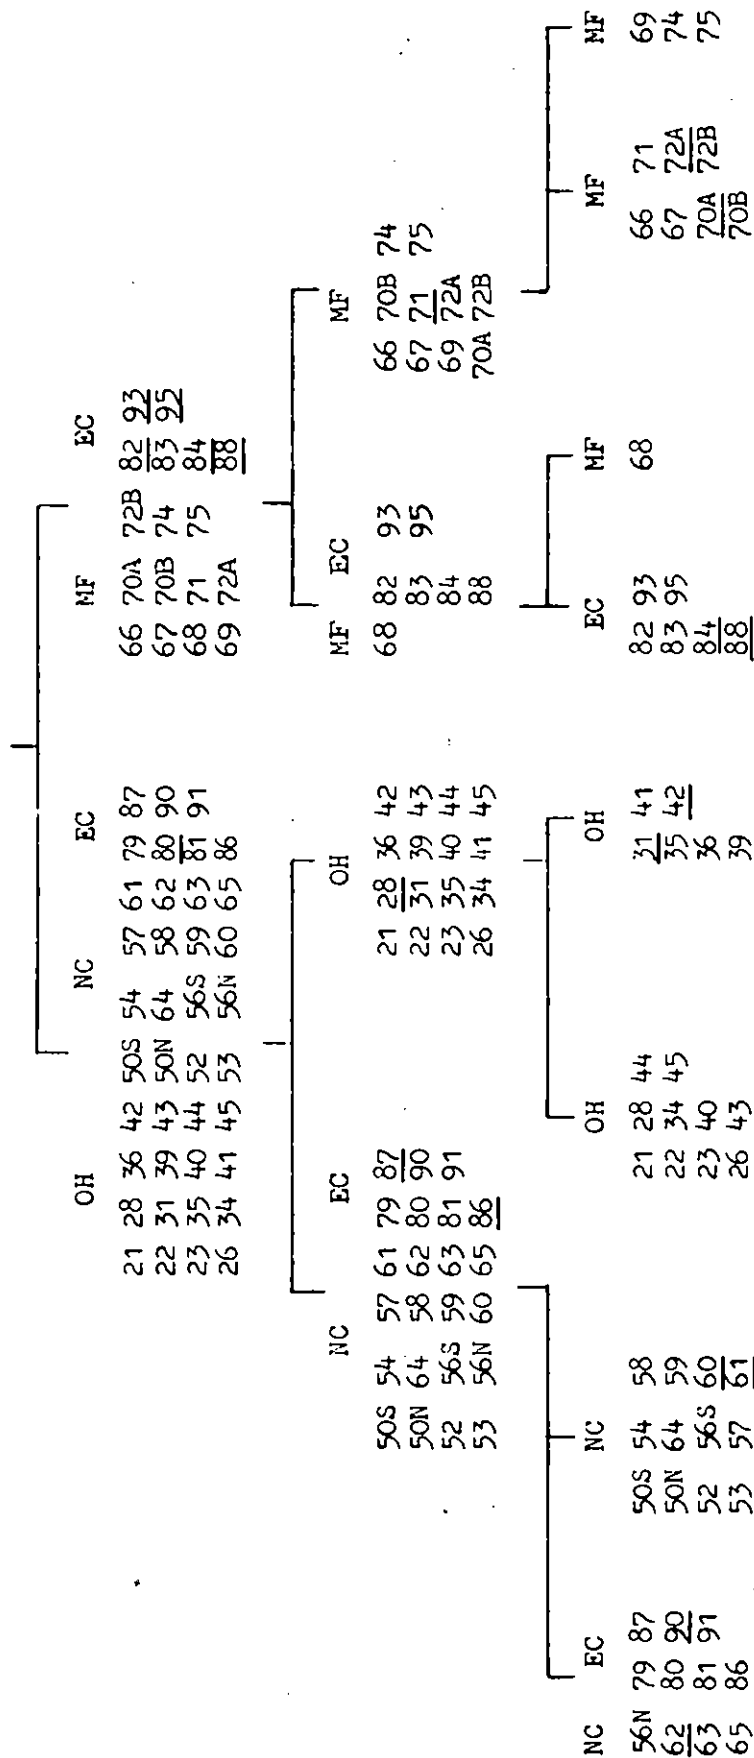 OH NC EC MF EC
21 28 36 42 50S 54 57 61 79 87 66 70A 72B 82 93
22 31 39 43 50N 64 58 62 80 90 67 70B 74 83 95
23 35 40 44 52 56S 59 63 81 91 68 71 75 84
26 34 41 45 53 56N 60 65 86 69 72A 88
NC EC OH MF EC MF
50S 54 57 61 79 87 21 28 36 42 68 82 93 66 70B 74
50N 64 58 62 80 90 22 31 39 43 83 95 67 71 75
52 56S 59 63 81 91 23 35 40 44 84 69 72A
53 56N 60 65 86 26 34 41 45 88 70A 72B
NC EC NC OH OH EC MF MF MF
56N 79 87 50S 54 58 21 28 44 31 41 82 93 68 66 71 69
62 80 90 50N 64 59 22 34 45 35 42 83 95 67 72A 74
63 81 91 52 56S 60 23 40 36 84 70A 72B 75
65 86 53 57 61 26 43 39 88 70B